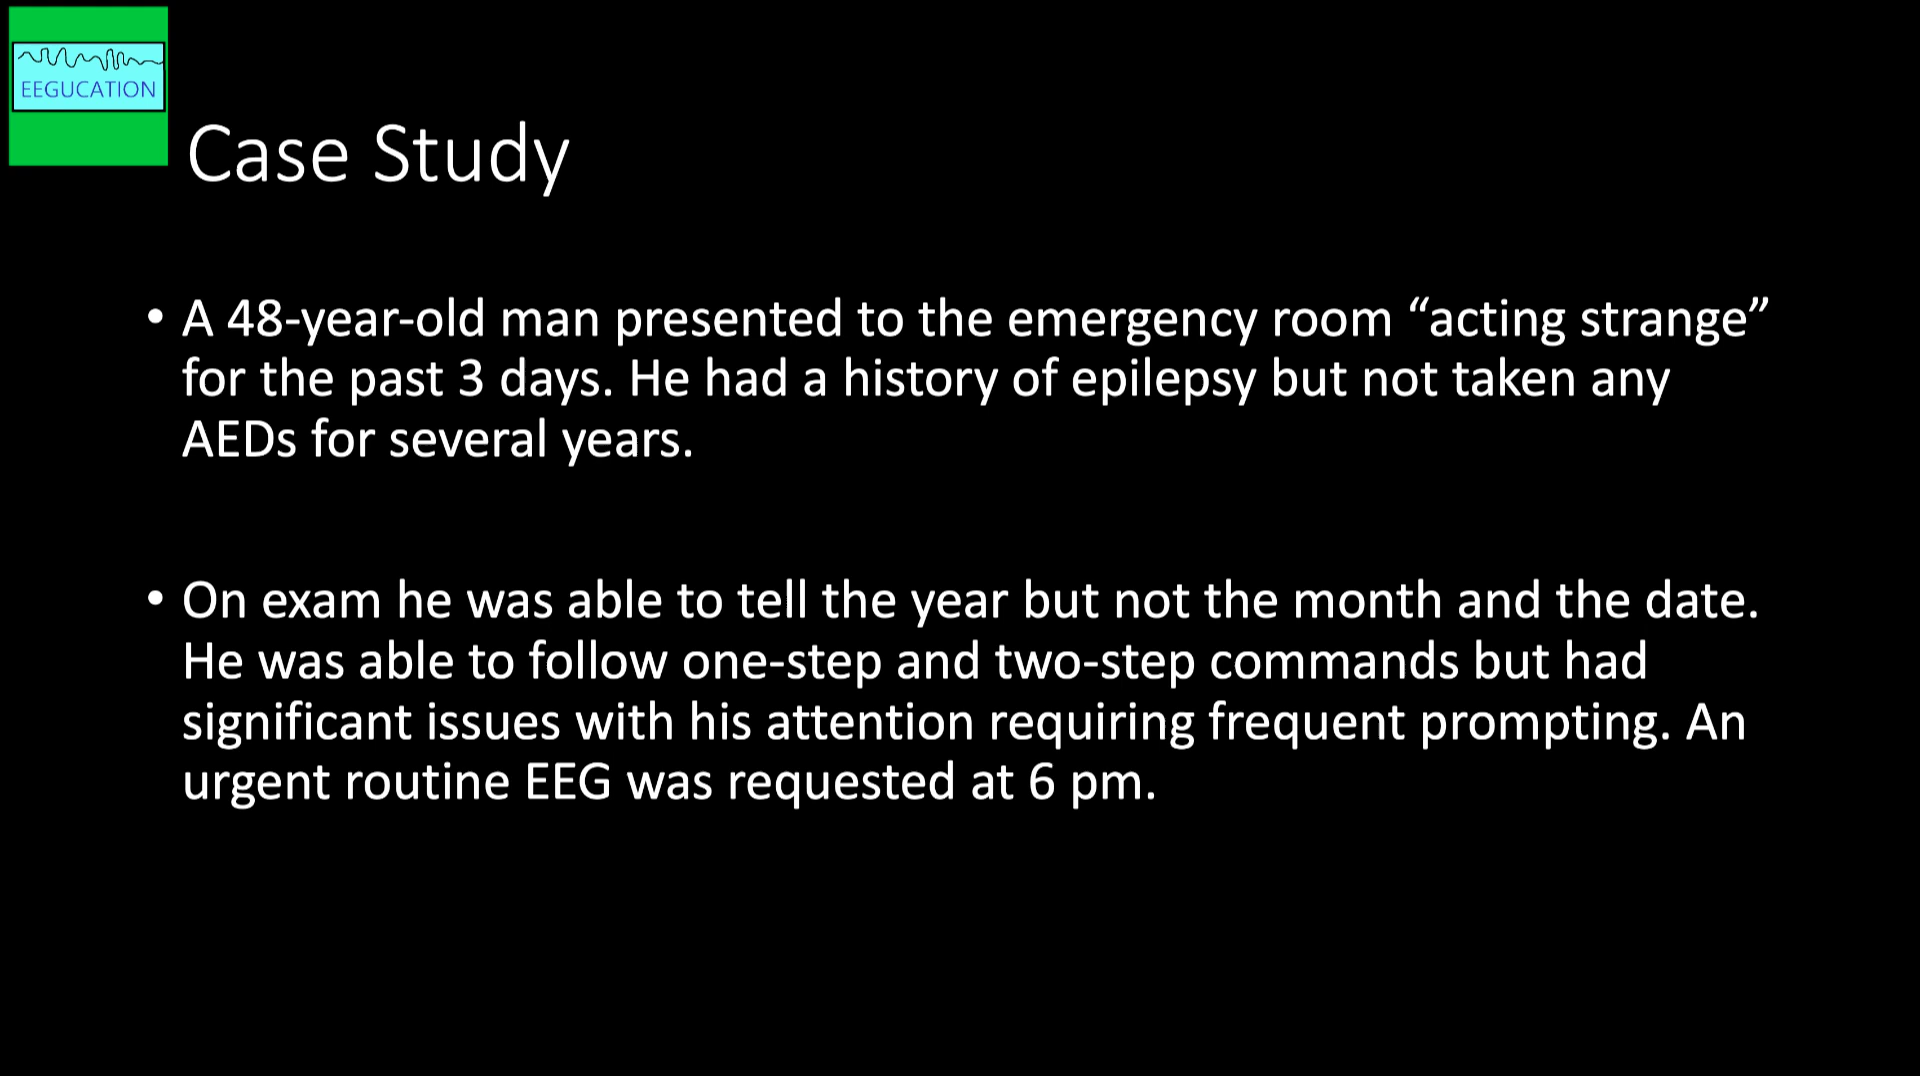 EEGUCATION
Case Study
• A 48-year-old man presented to the emergency room “acting strange”
for the past 3 days. He had a history of epilepsy but not taken any
AEDs for several years.
• On exam he was able to tell the year but not the month and the date.
He was able to follow one-step and two-step commands but had
significant issues with his attention requiring frequent prompting. An
urgent routine EEG was requested at 6 pm.